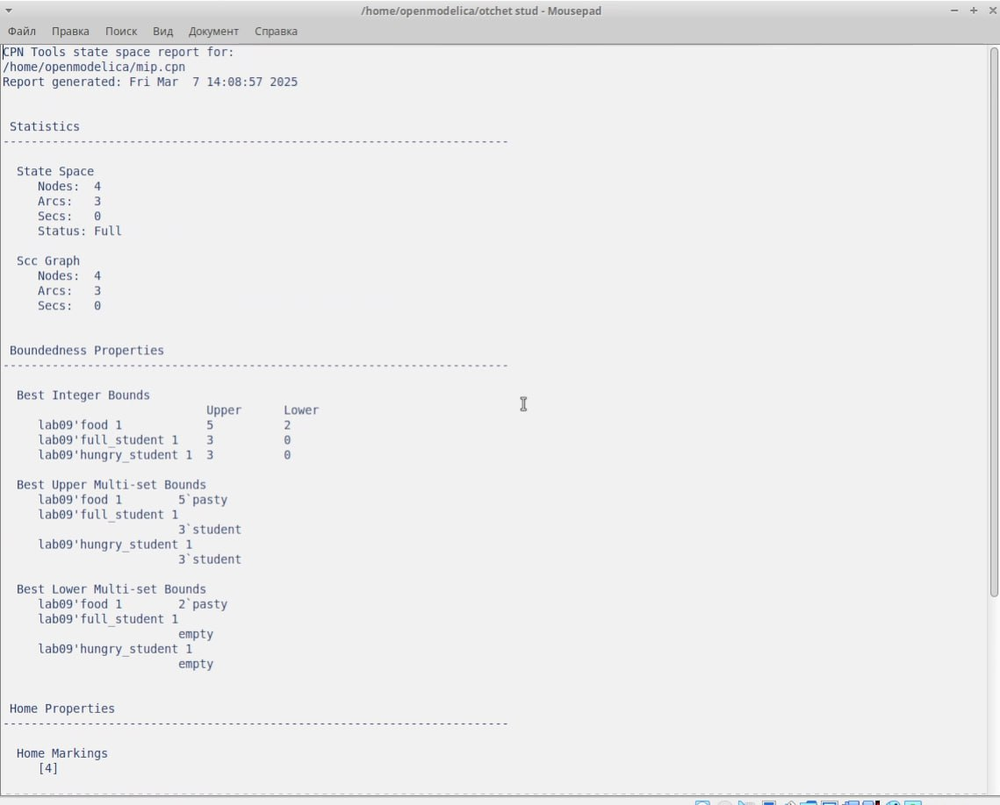 /home/openmodelica/otchet stud - Mousepad
Файл Правка Поиск Вид Документ Справка
CPN Tools state space report for:
/home/openmodelica/mip.cpn
Report generated: Fri Mar  7 14:08:57 2025
Statistics
------------------------------------------------------------------------
State Space
Nodes:  4
Arcs:   3
Secs:   0
Status: Full
Scc Graph
Nodes:  4
Arcs:   3
Secs:   0
Boundedness Properties
------------------------------------------------------------------------
Best Integer Bounds
Upper      Lower
lab09'food 1            5          2
lab09'full_student 1    3          0
lab09'hungry_student 1  3          0
Best Upper Multi-set Bounds
lab09'food 1        5`pasty
lab09'full_student 1
3`student
lab09'hungry_student 1
3`student
Best Lower Multi-set Bounds
lab09'food 1        2`pasty
lab09'full_student 1
empty
lab09'hungry_student 1
empty
Home Properties
------------------------------------------------------------------------
Home Markings
[4]